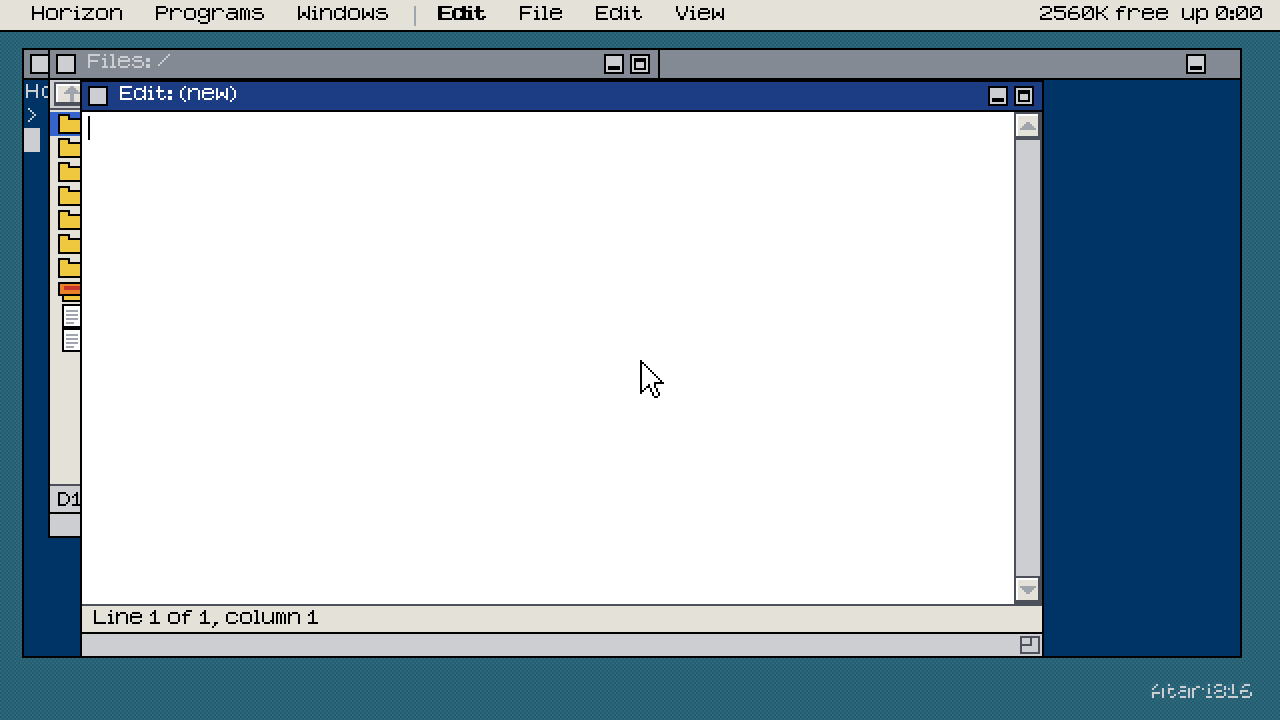 Horizon Programs Windows | Edit File Edit View 2560K free up 0:00
Files: /
Ho
Edit: (new)
>
D1
Line 1 of 1, column 1
Atari816